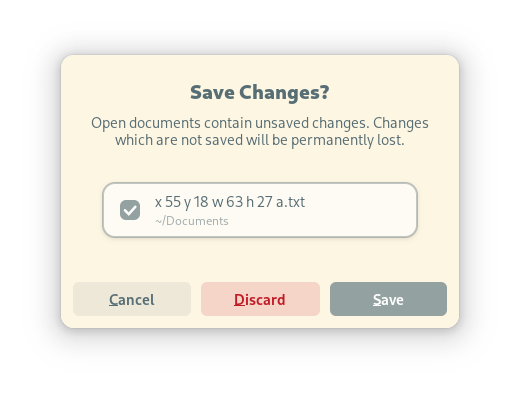 Save Changes?
Open documents contain unsaved changes. Changes
which are not saved will be permanently lost.
x 55 y 18 w 63 h 27 a.txt
~/Documents
Cancel
Discard
Save